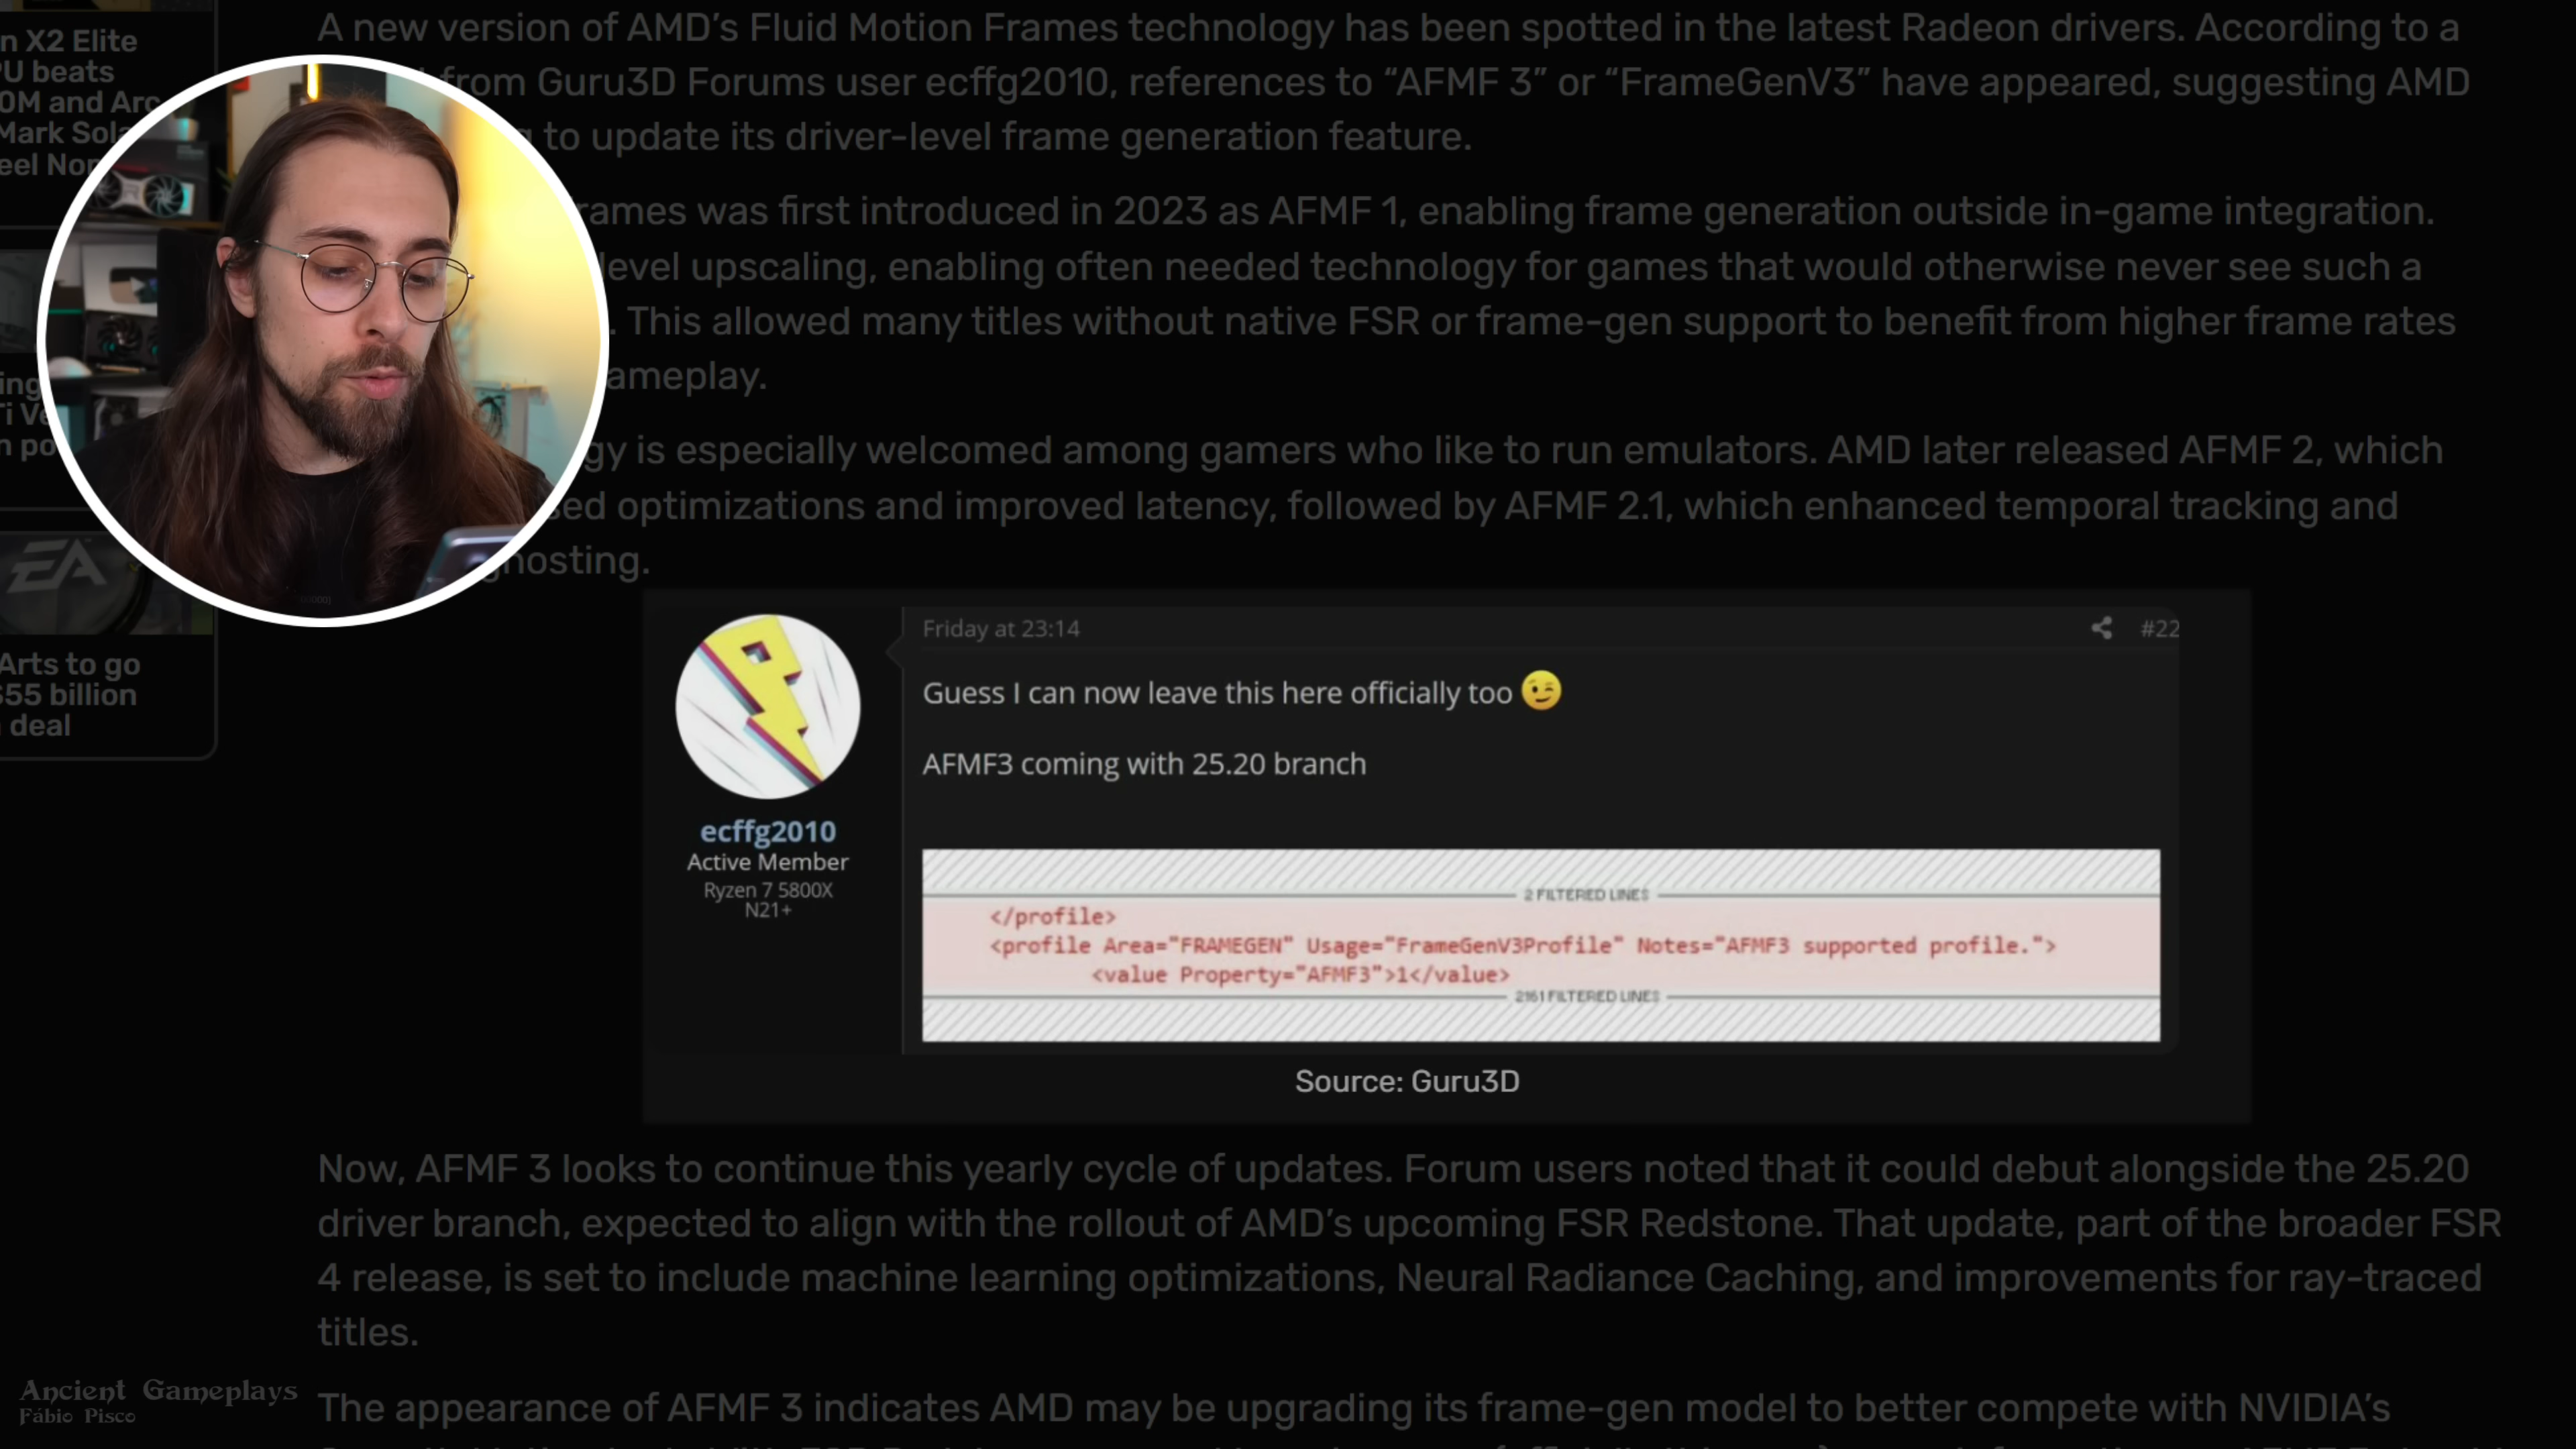 A new version of AMD's Fluid Motion Frames technology has been spotted in the latest Radeon drivers. According to a
from Guru3D Forums user ecffg2010, references to “AFMF 3” or “FrameGenV3” have appeared, suggesting AMD
to update its driver-level frame generation feature.
rames was first introduced in 2023 as AFMF 1, enabling frame generation outside in-game integration.
level upscaling, enabling often needed technology for games that would otherwise never see such a
. This allowed many titles without native FSR or frame-gen support to benefit from higher frame rates
ameplay.
gy is especially welcomed among gamers who like to run emulators. AMD later released AFMF 2, which
sed optimizations and improved latency, followed by AFMF 2.1, which enhanced temporal tracking and
ghosting.
n X2 Elite
PU beats
0M and Arc
Mark Sola
eel Nom
ing
Ti Ve
n po
EA
Arts to go
$55 billion
deal
Friday at 23:14
#22
Guess I can now leave this here officially too 😉
AFMF3 coming with 25.20 branch
ecffg2010
Active Member
Ryzen 7 5800X
N21+
2 FILTERED LINES
</profile>
<profile Area="FRAMEGEN" Usage="FrameGenV3Profile" Notes="AFMF3 supported profile.">
<value Property="AFMF3">1</value>
2161 FILTERED LINES
Source: Guru3D
Now, AFMF 3 looks to continue this yearly cycle of updates. Forum users noted that it could debut alongside the 25.20
driver branch, expected to align with the rollout of AMD's upcoming FSR Redstone. That update, part of the broader FSR
4 release, is set to include machine learning optimizations, Neural Radiance Caching, and improvements for ray-traced
titles.
The appearance of AFMF 3 indicates AMD may be upgrading its frame-gen model to better compete with NVIDIA's
Ancient Gameplays
Fábio Pisco